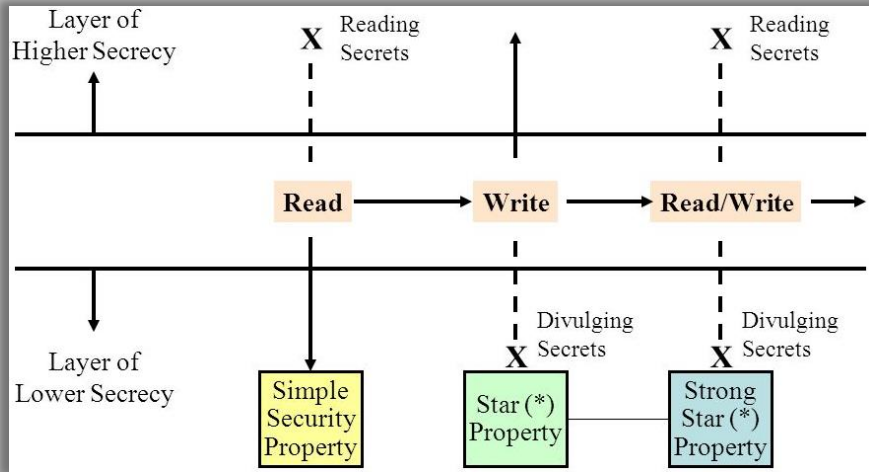 Layer of
Higher Secrecy
X
Reading
Secrets
X
Reading
Secrets
Read
Write
Read/Write
Layer of
Lower Secrecy
X
Divulging
Secrets
X
Divulging
Secrets
Simple
Security
Property
Star (*)
Property
Strong
Star (*)
Property